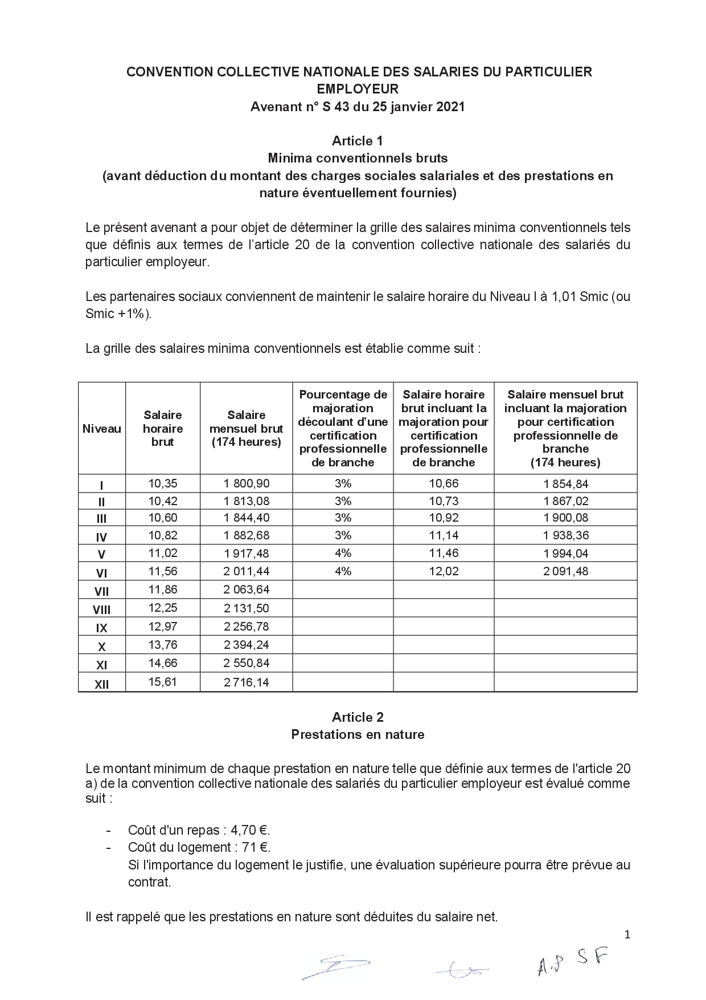 CONVENTION COLLECTIVE NATIONALE DES SALARIES DU PARTICULIER
EMPLOYEUR
Avenant n° S 43 du 25 janvier 2021
Article 1
Minima conventionnels bruts
(avant déduction du montant des charges sociales salariales et des prestations en
nature éventuellement fournies)
Le présent avenant a pour objet de déterminer la grille des salaires minima conventionnels tels
que définis aux termes de l’article 20 de la convention collective nationale des salariés du
particulier employeur.
Les partenaires sociaux conviennent de maintenir le salaire horaire du Niveau I à 1,01 Smic (ou
Smic +1%).
La grille des salaires minima conventionnels est établie comme suit :
Niveau
Salaire
horaire
brut
Salaire
mensuel brut
(174 heures)
Pourcentage de
majoration
découlant d’une
certification
professionnelle
de branche
Salaire horaire
brut incluant la
majoration pour
certification
professionnelle
de branche
Salaire mensuel brut
incluant la majoration
pour certification
professionnelle de
branche
(174 heures)
I 10,35 1 800,90 3% 10,66 1 854,84
II 10,42 1 813,08 3% 10,73 1 867,02
III 10,60 1 844,40 3% 10,92 1 900,08
IV 10,82 1 882,68 3% 11,14 1 938,36
V 11,02 1 917,48 4% 11,46 1 994,04
VI 11,56 2 011,44 4% 12,02 2 091,48
VII 11,86 2 063,64
VIII 12,25 2 131,50
IX 12,97 2 256,78
X 13,76 2 394,24
XI 14,66 2 550,84
XII 15,61 2 716,14
Article 2
Prestations en nature
Le montant minimum de chaque prestation en nature telle que définie aux termes de l'article 20
a) de la convention collective nationale des salariés du particulier employeur est évalué comme
suit :
- Coût d'un repas : 4,70 €.
- Coût du logement : 71 €.
Si l'importance du logement le justifie, une évaluation supérieure pourra être prévue au
contrat.
Il est rappelé que les prestations en nature sont déduites du salaire net.
1
A.P SF